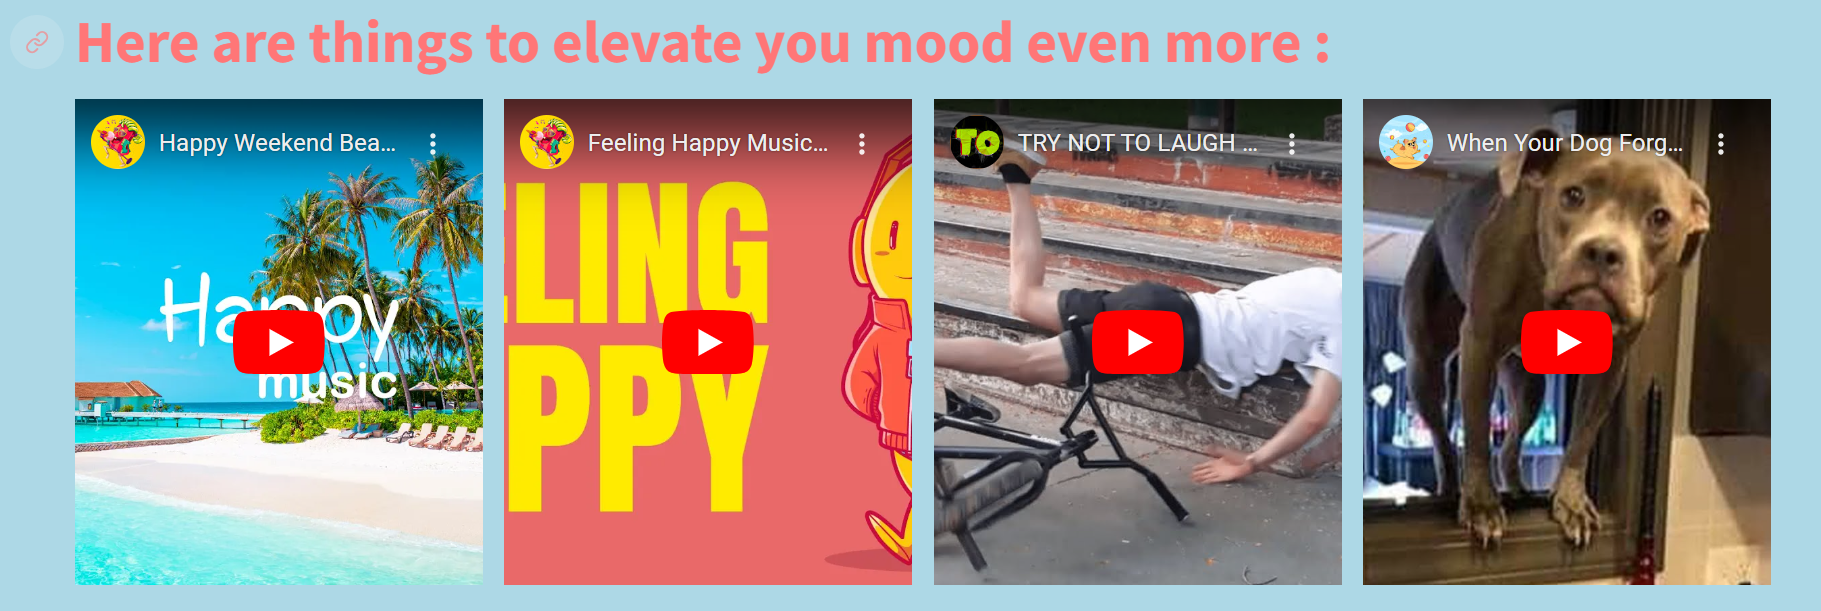 Here are things to elevate you mood even more :
Happy Weekend Bea...
Happy
music
Feeling Happy Music...
ELING
PPY
TO
TRY NOT TO LAUGH ...
When Your Dog Forg...